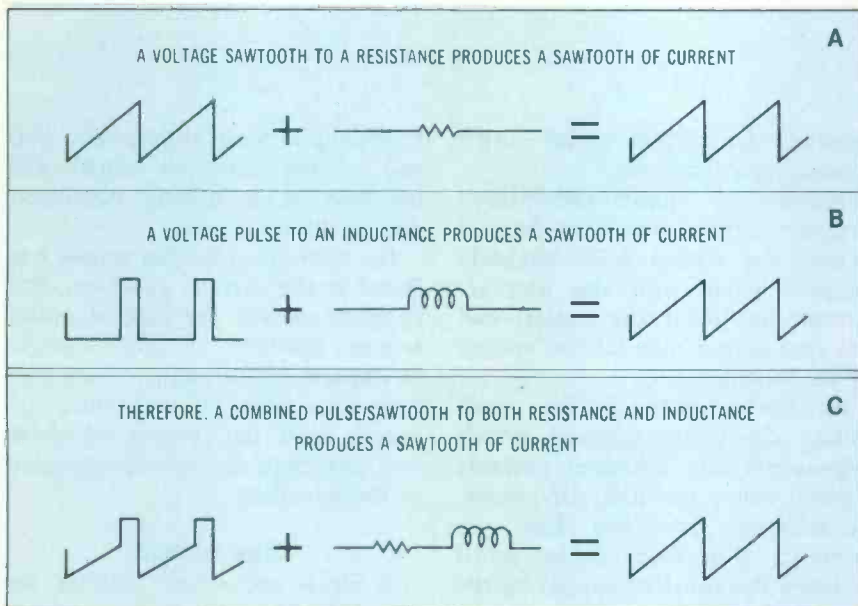 A
A VOLTAGE SAWTOOTH TO A RESISTANCE PRODUCES A SAWTOOTH OF CURRENT
+ =
B
A VOLTAGE PULSE TO AN INDUCTANCE PRODUCES A SAWTOOTH OF CURRENT
+ =
C
THEREFORE. A COMBINED PULSE/SAWTOOTH TO BOTH RESISTANCE AND INDUCTANCE
PRODUCES A SAWTOOTH OF CURRENT
+ =